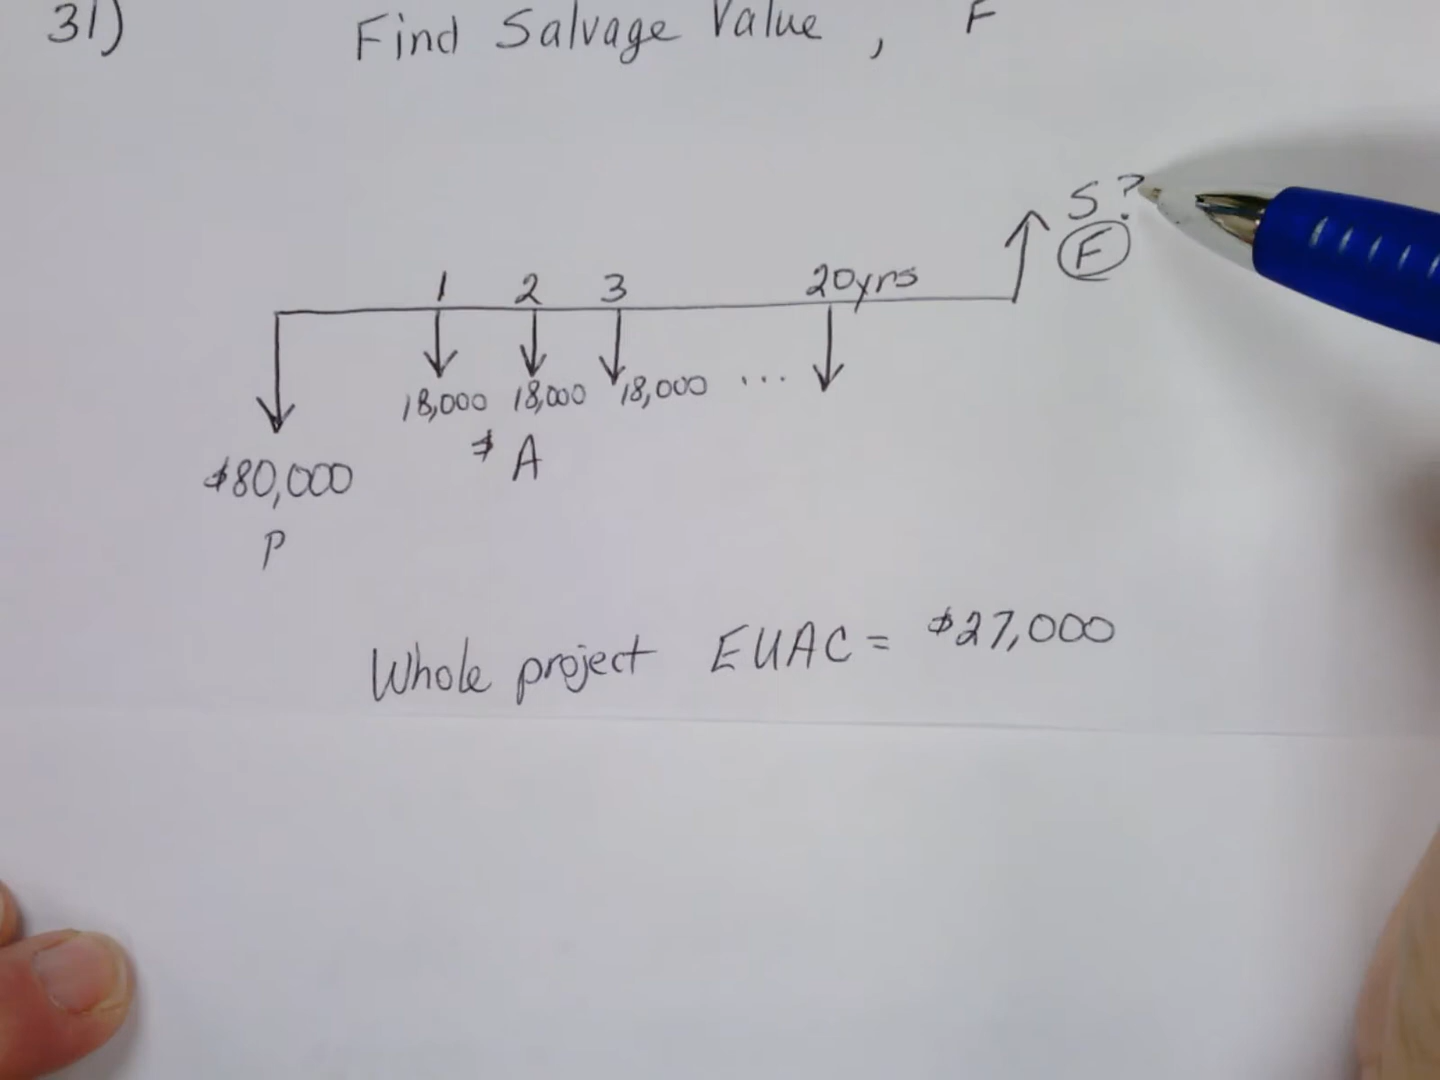 31) Find Salvage Value, F
S?
F
1 2 3 20yrs
18,000 18,000 18,000 ...
$ A
$80,000
P
Whole project EUAC = $27,000